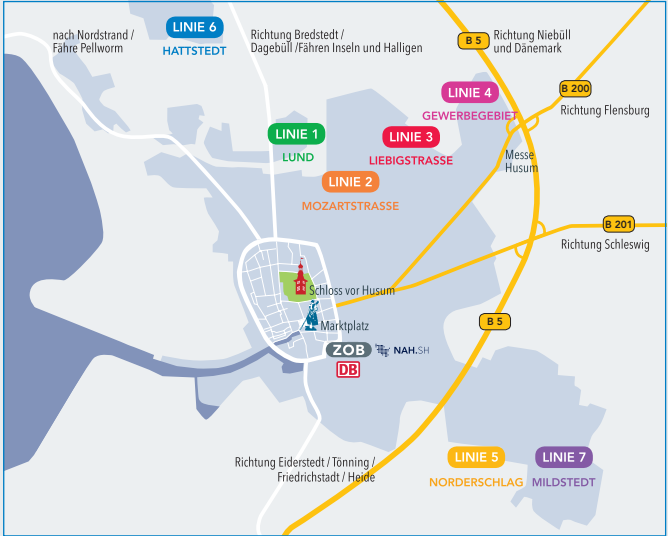 LINIE 6
HATTSTEDT
nach Nordstrand /
Fähre Pellworm
Richtung Bredstedt /
Dagebüll /Fähren Inseln und Halligen
B 5
Richtung Niebüll
und Dänemark
LINIE 4
GEWERBEGEBIET
B 200
Richtung Flensburg
LINIE 1
LUND
LINIE 3
LIEBIGSTRASSE
Messe
Husum
LINIE 2
MOZARTSTRASSE
B 201
Richtung Schleswig
Schloss vor Husum
Marktplatz
B 5
ZOB
NAH.SH
DB
Richtung Eiderstedt / Tönning /
Friedrichstadt / Heide
LINIE 5
NORDERSCHLAG
LINIE 7
MILDSTEDT